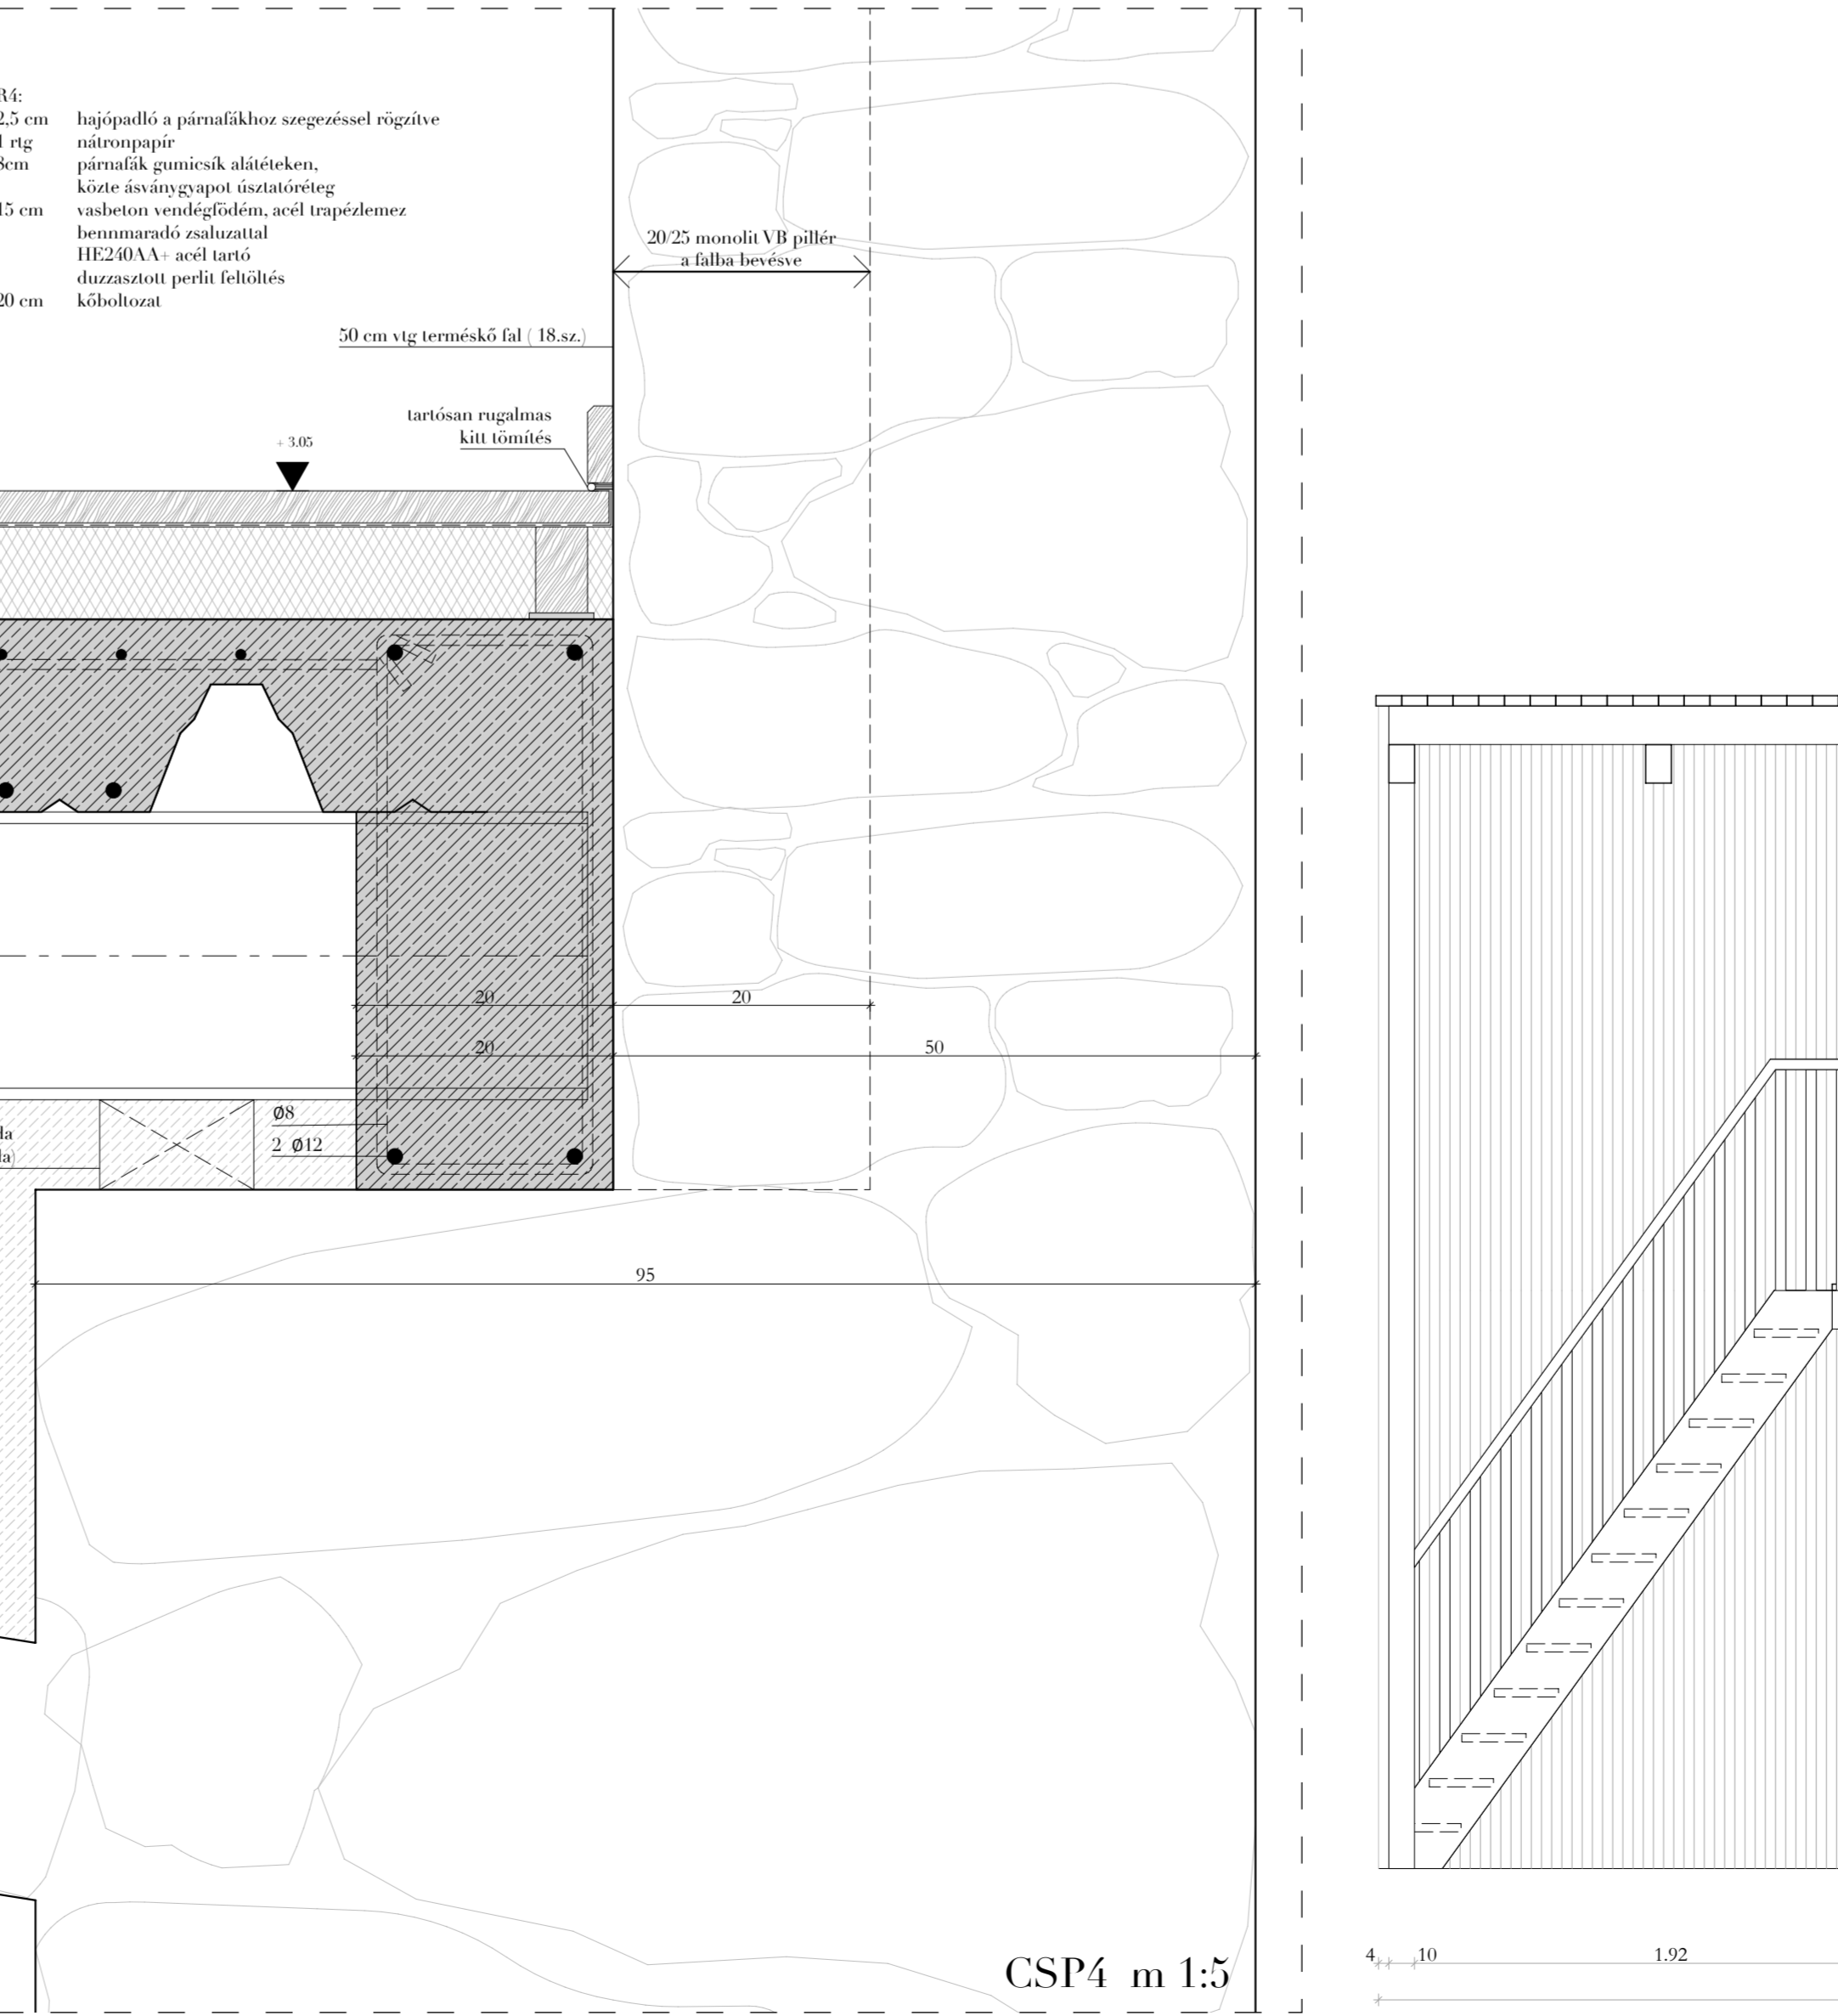 R4:
2,5 cm hajópadló a párnafákhoz szegezéssel rögzítve
1 rtg nátronpapír
8cm párnafák gumicsík alátéteken,
közte ásványgyapot úsztatóréteg
15 cm vasbeton vendégfödém, acél trapézlemez
bennmaradó zsaluzattal
HE240AA+ acél tartó
duzzasztott perlit feltöltés
20 cm kőboltozat
20/25 monolit VB pillér
a falba bevésve
50 cm vtg terméskő fal ( 18.sz.)
tartósan rugalmas
kitt tömítés
+ 3.05
20 20
20 50
Ø8
2 Ø12
la
la)
95
CSP4 m 1:5
4 10 1.92